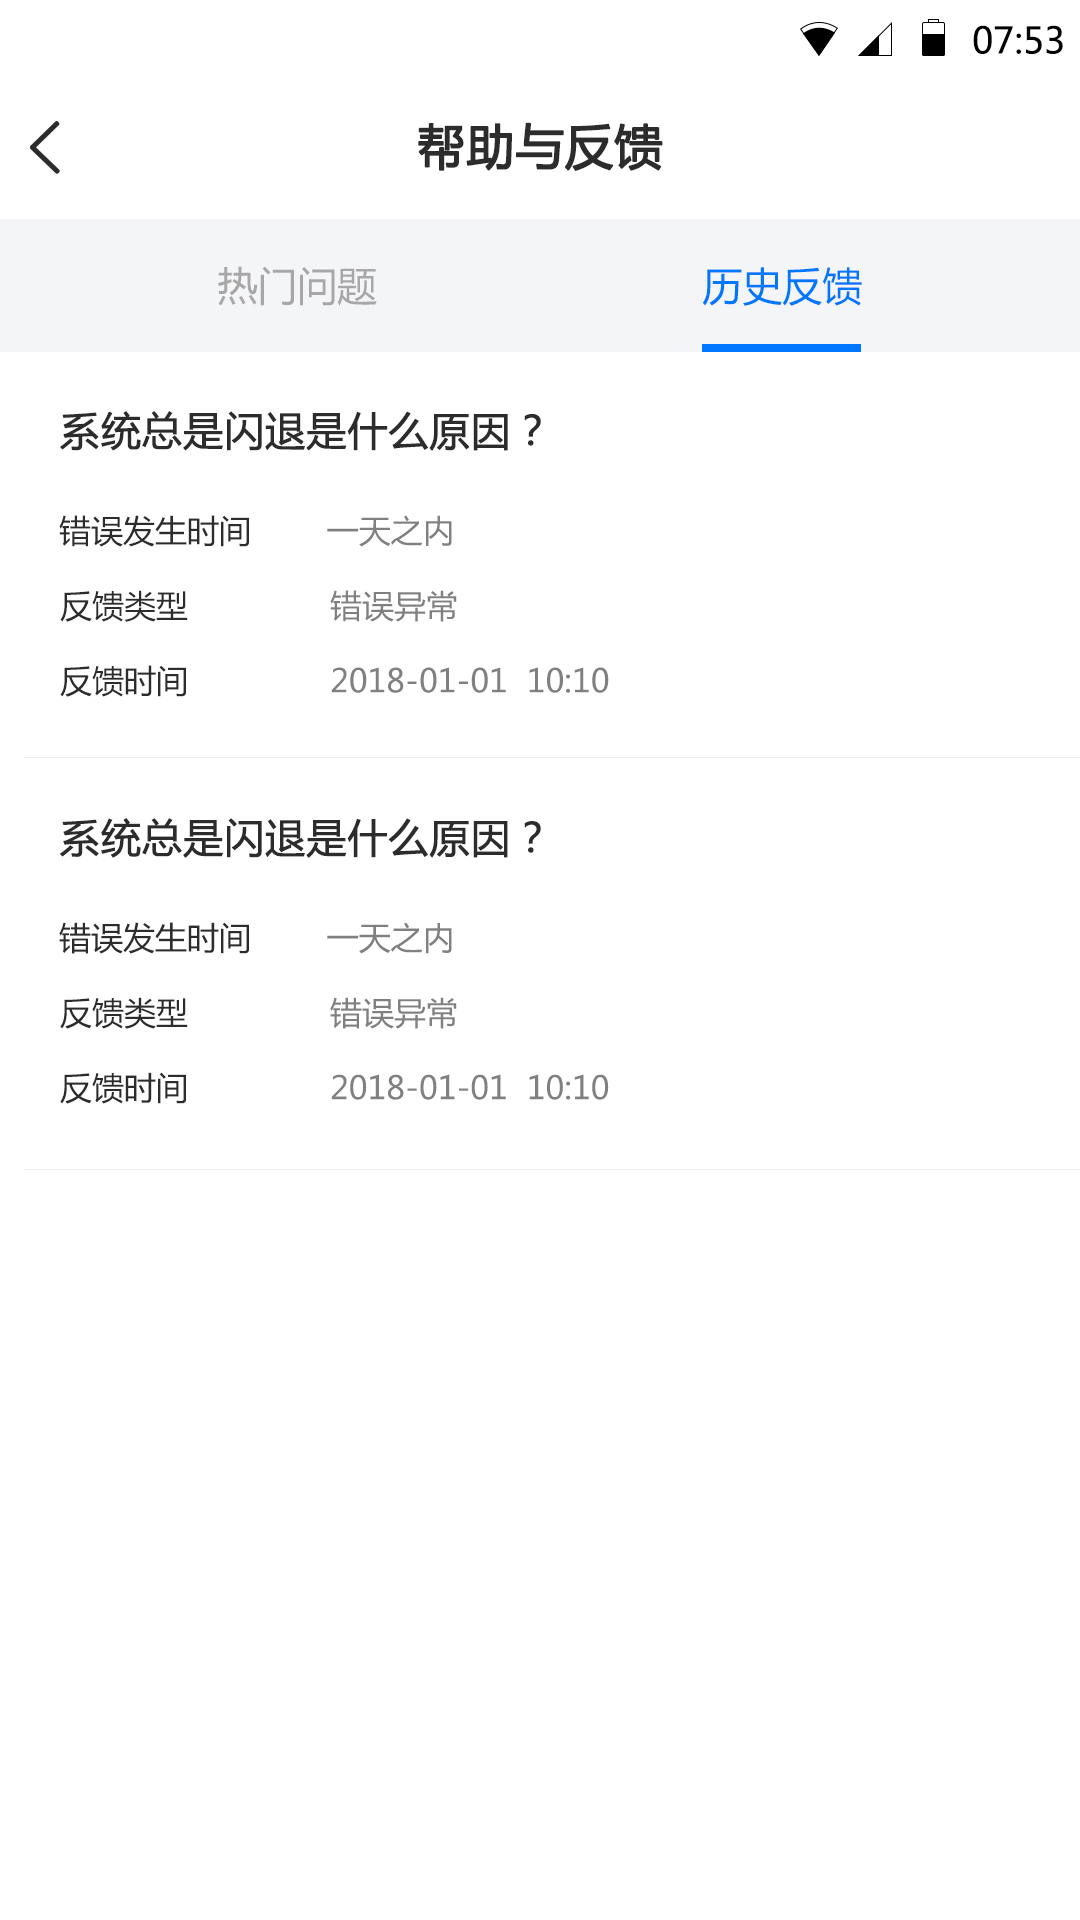 07:53
帮助与反馈
热门问题 历史反馈
系统总是闪退是什么原因？
错误发生时间 一天之内
反馈类型 错误异常
反馈时间 2018-01-01 10:10
系统总是闪退是什么原因？
错误发生时间 一天之内
反馈类型 错误异常
反馈时间 2018-01-01 10:10